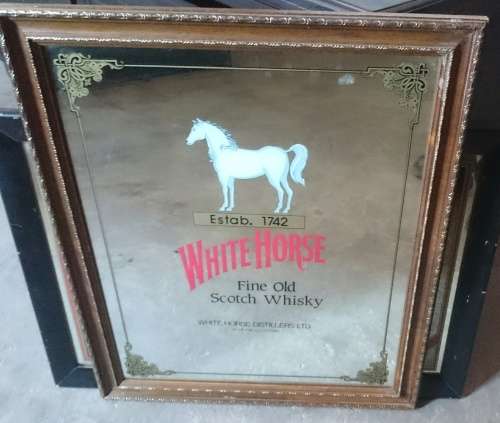 Estab. 1742
WHITE HORSE
Fine Old
Scotch Whisky
WHITE HORSE DISTILLERS LTD.